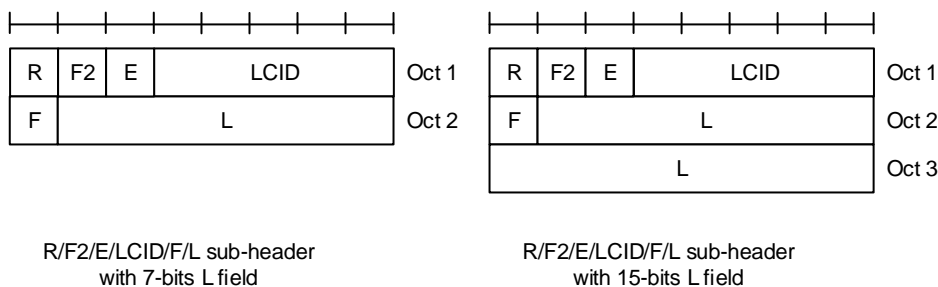 R F2 E LCID Oct 1
F L Oct 2
R/F2/E/LCID/F/L sub-header
with 7-bits L field
R F2 E LCID Oct 1
F L Oct 2
L Oct 3
R/F2/E/LCID/F/L sub-header
with 15-bits L field